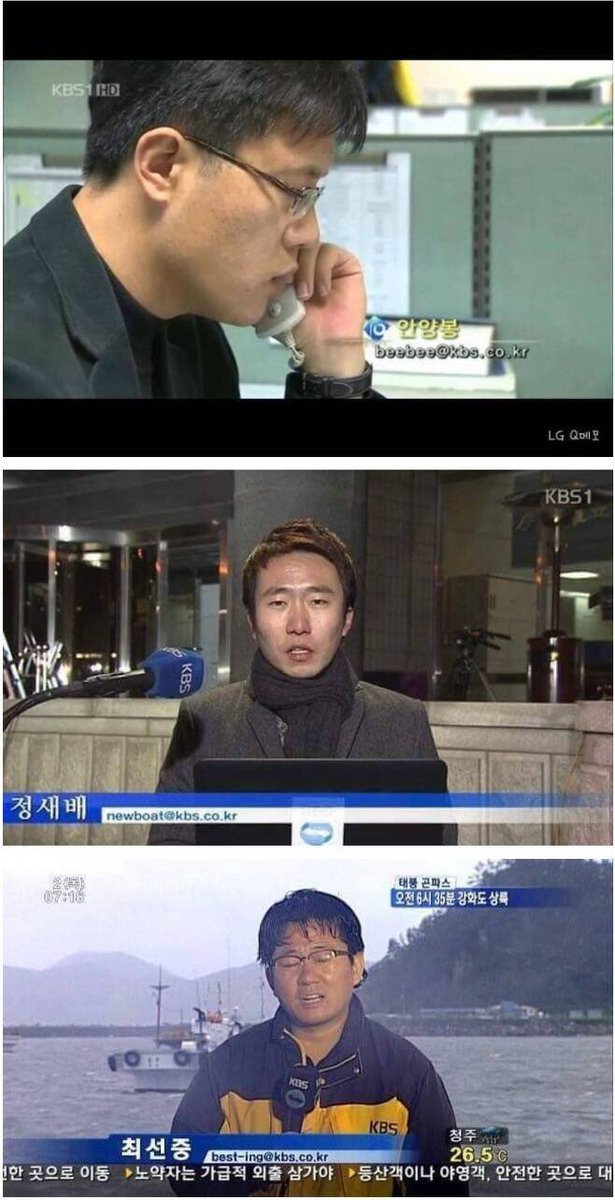 KBS1 HD
안양봉
beebee@kbs.co.kr
LG Q메모
KBS1
KBS
정새배
newboat@kbs.co.kr
2(목)
07:18
태풍 곤파스
오전 6시 35분 강화도 상륙
KBS
KBS
최선중
best-ing@kbs.co.kr
청주
26.5℃
전한 곳으로 이동 ▶노약자는 가급적 외출 삼가야 ▶등산객이나 야영객, 안전한 곳으로 대